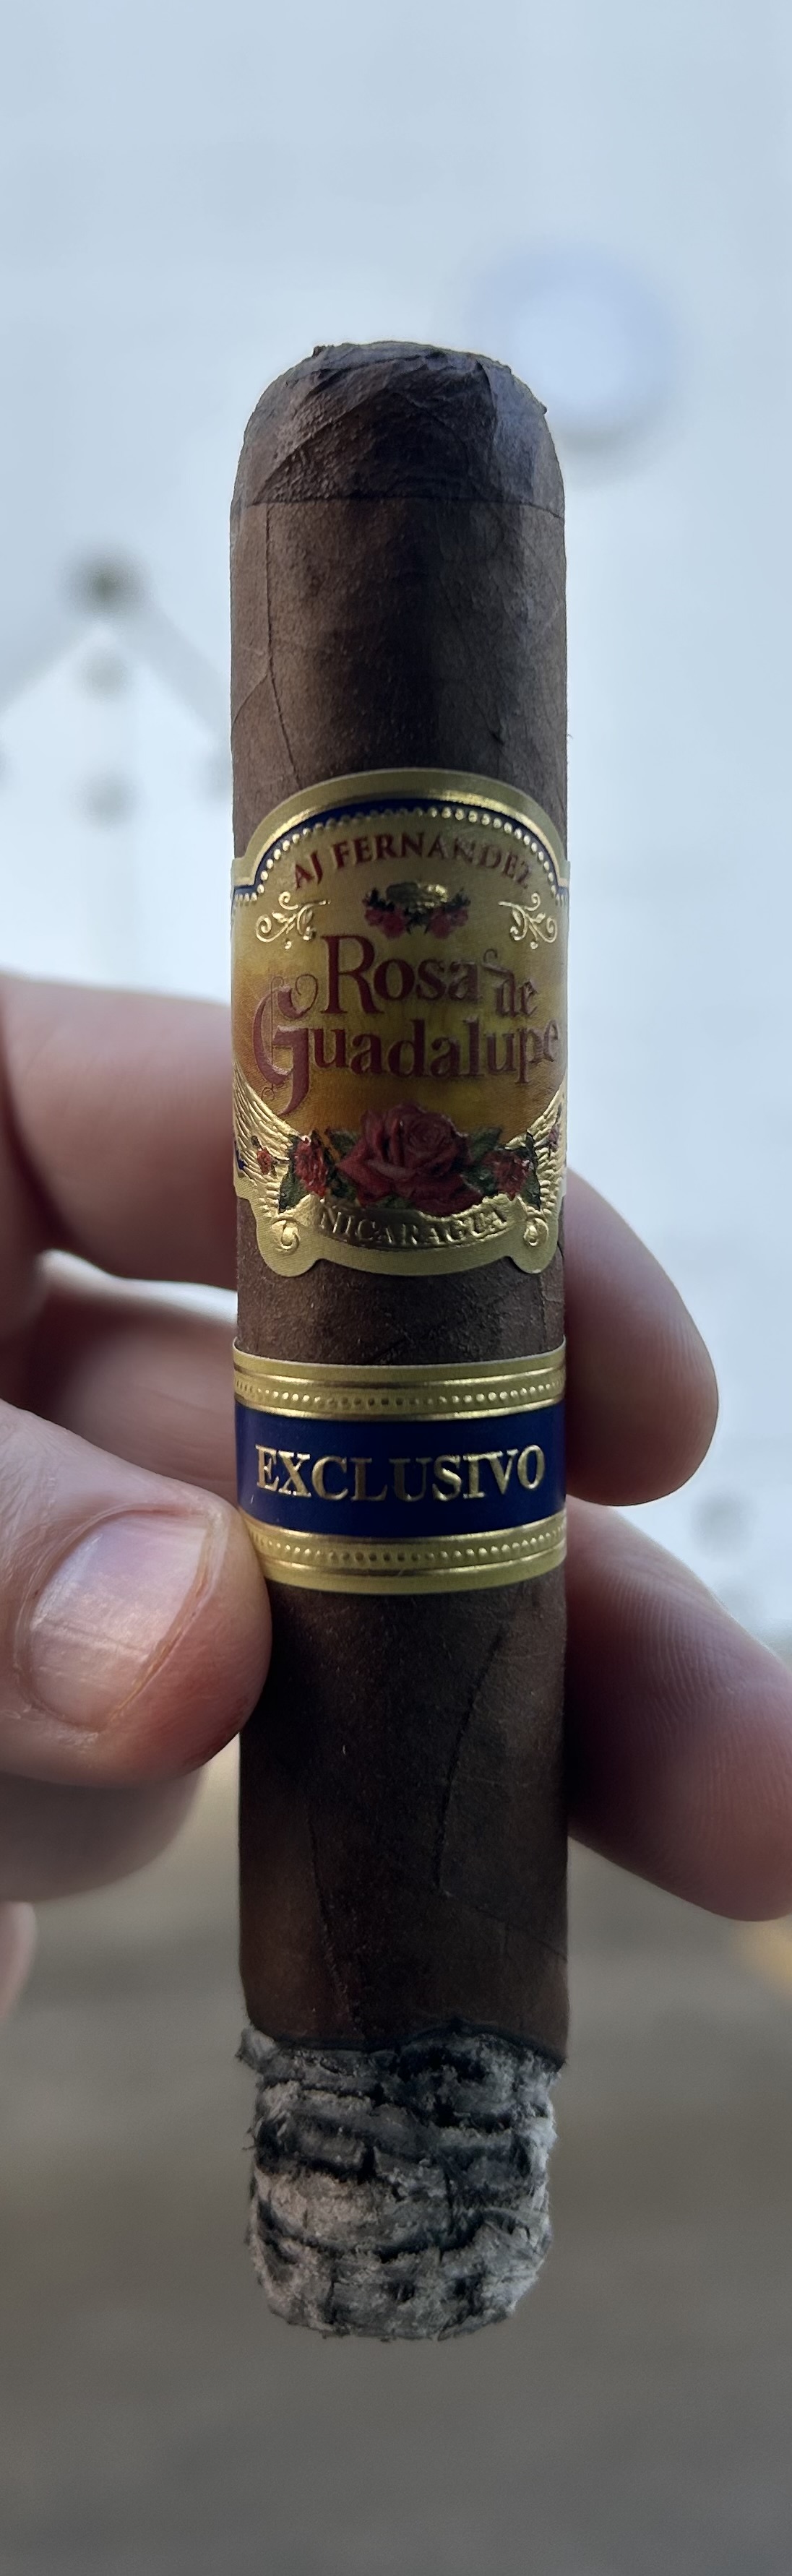 AJ FERNANDEZ
Rosa de
Guadalupe
NICARAGUA
EXCLUSIVO